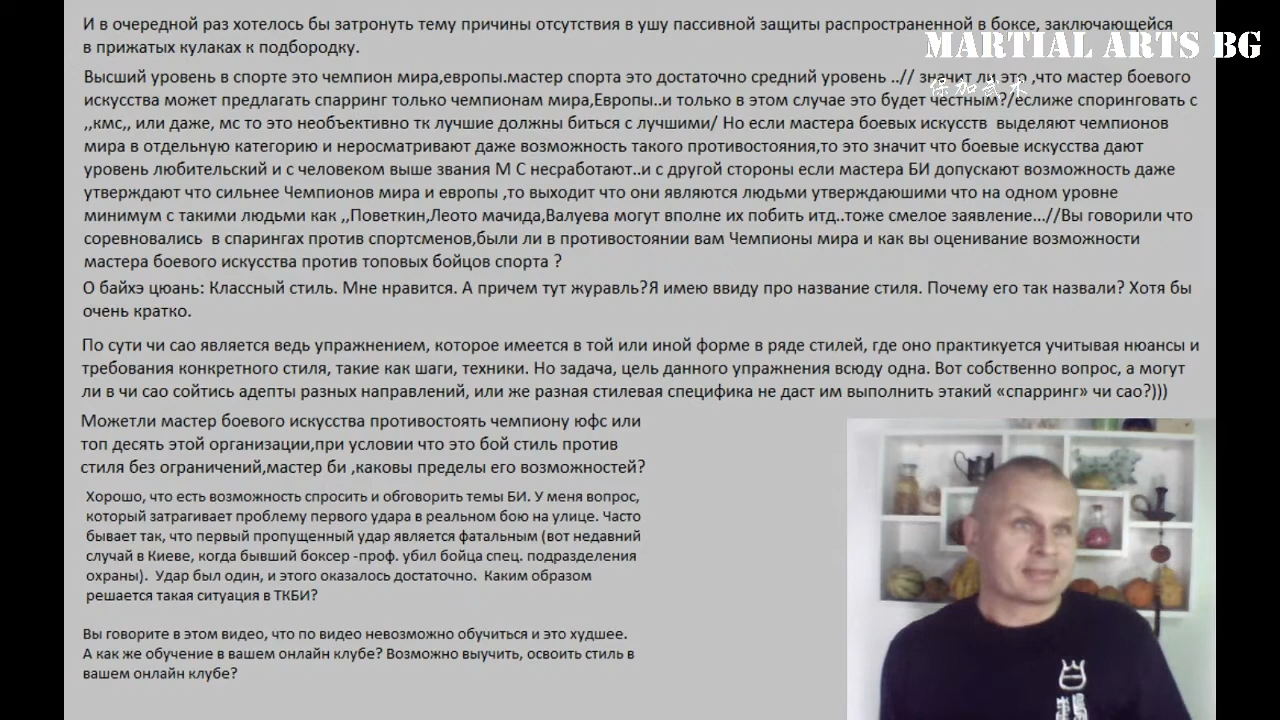 И в очередной раз хотелось бы затронуть тему причины отсутствия в ушу пассивной защиты распространенной в боксе, заключающейся
в прижатых кулаках к подбородку.
MARTIAL ARTS BG
保加武术
Высший уровень в спорте это чемпион мира,европы.мастер спорта это достаточно средний уровень ..// значит ли это ,что мастер боевого
искусства может предлагать спарринг только чемпионам мира,Европы..и только в этом случае это будет честным?/еслиже споринговать с
,,кмс,, или даже, мс то это необъективно тк лучшие должны биться с лучшими/ Но если мастера боевых искусств  выделяют чемпионов
мира в отдельную категорию и неросматривают даже возможность такого противостояния,то это значит что боевые искусства дают
уровень любительский и с человеком выше звания М С несработают..и с другой стороны если мастера БИ допускают возможность даже
утверждают что сильнее Чемпионов мира и европы ,то выходит что они являются людьми утверждаюшими что на одном уровне
минимум с такими людьми как ,,Поветкин,Леото мачида,Валуева могут вполне их побить итд..тоже смелое заявление...//Вы говорили что
соревновались  в спарингах против спортсменов,были ли в противостоянии вам Чемпионы мира и как вы оценивание возможности
мастера боевого искусства против топовых бойцов спорта ?
О байхэ цюань: Классный стиль. Мне нравится. А причем тут журавль?Я имею ввиду про название стиля. Почему его так назвали? Хотя бы
очень кратко.
По сути чи сао является ведь упражнением, которое имеется в той или иной форме в ряде стилей, где оно практикуется учитывая нюансы и
требования конкретного стиля, такие как шаги, техники. Но задача, цель данного упражнения всюду одна. Вот собственно вопрос, а могут
ли в чи сао сойтись адепты разных направлений, или же разная стилевая специфика не даст им выполнить этакий «спарринг» чи сао?)))
Можетли мастер боевого искусства противостоять чемпиону юфс или
топ десять этой организации,при условии что это бой стиль против
стиля без ограничений,мастер би ,каковы пределы его возможностей?
Хорошо, что есть возможность спросить и обговорить темы БИ. У меня вопрос,
который затрагивает проблему первого удара в реальном бою на улице. Часто
бывает так, что первый пропущенный удар является фатальным (вот недавний
случай в Киеве, когда бывший боксер -проф. убил бойца спец. подразделения
охраны).  Удар был один, и этого оказалось достаточно.  Каким образом
решается такая ситуация в ТКБИ?
Вы говорите в этом видео, что по видео невозможно обучиться и это худшее.
А как же обучение в вашем онлайн клубе? Возможно выучить, освоить стиль в
вашем онлайн клубе?